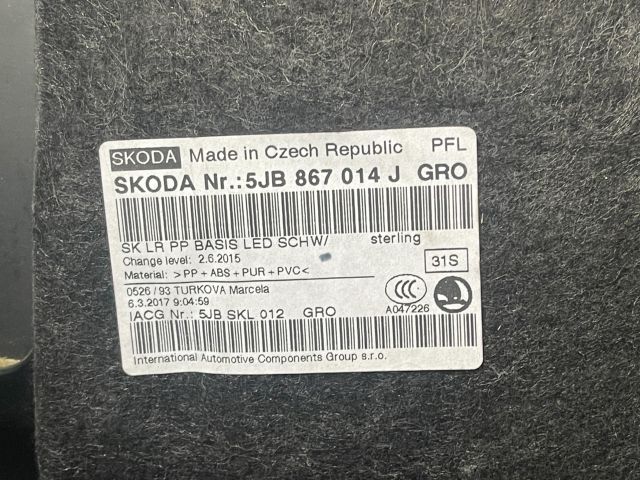 SKODA Made in Czech Republic PFL
SKODA Nr.:5JB 867 014 J GRO
SK LR PP BASIS LED SCHW/ sterling
Change level: 2.6.2015
Material: >PP+ABS+PUR+PVC< 31S
0526/93 TURKOVA Marcela
6.3.2017 9:04:59
CCC
A047226
IACG Nr.: 5JB SKL 012 GRO
International Automotive Components Group s.r.o.